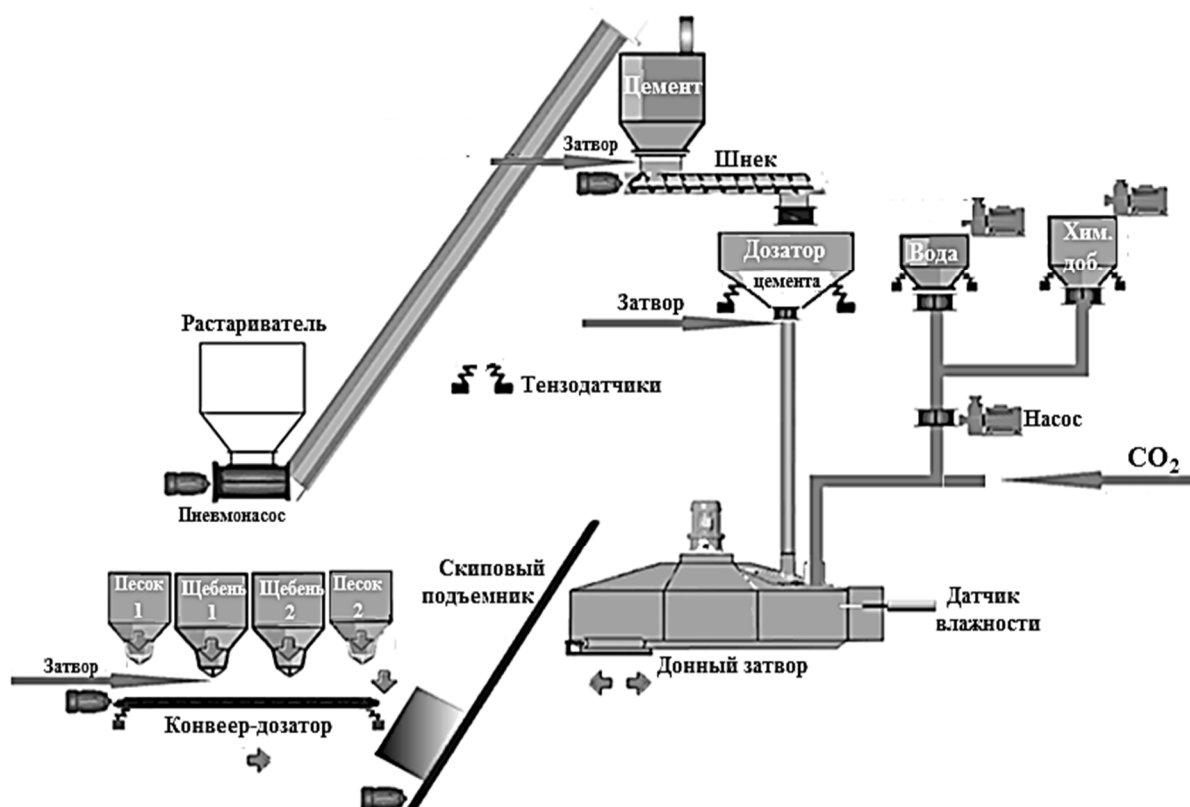 Цемент
Затвор
Шнек
Дозатор
цемента
Вода
Хим.
доб.
Затвор
Растариватель
Тензодатчики
Насос
CO2
Пневмонасос
Скиповый
подъемник
Песок
1
Щебень
1
Щебень
2
Песок
2
Датчик
влажности
Затвор
Донный затвор
Конвеер-дозатор